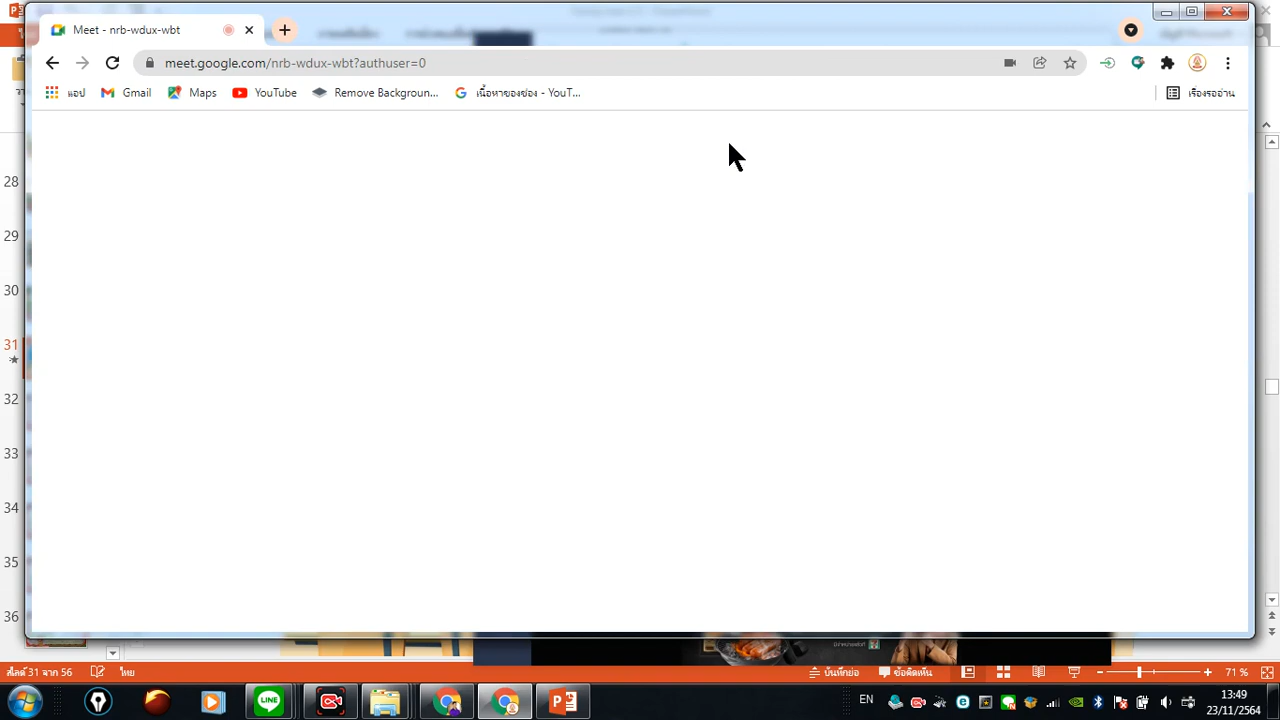 Meet - nrb-wdux-wbt
meet.google.com/nrb-wdux-wbt?authuser=0
แอป Gmail Maps YouTube Remove Backgroun... เนื้อหาของช่อง - YouT... เรื่องรออ่าน
28
29
30
31
32
33
34
35
36
สไลด์ 31 จาก 56 ไทย บันทึกย่อ ข้อคิดเห็น 71 %
LINE EN 13:49
23/11/2564